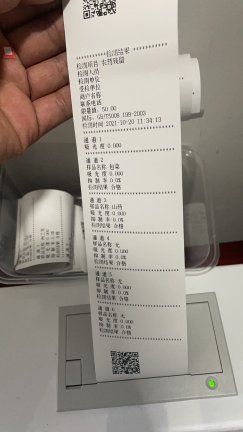 ***********检测结果***********
检测项目:农药残留
检测人员
检测单位
受检单位
商户名称
联系电话
限量值: 50.00
国标: GB/T5009.199-2003
检测时间 2021-10-20 11:34:13
通 道 1
吸 光 度 0.000
通 道 2
样品名称 包菜
吸 光 度 0.000
抑 制 率 0.0%
检测结果 合格
通 道 3
样品名称 山药
吸 光 度 0.000
抑 制 率 0.0%
检测结果 合格
通 道 4
样品名称 无
吸 光 度 0.000
抑 制 率 0.0%
检测结果 合格
通 道 5
样品名称 无
吸 光 度 0.000
抑 制 率 0.0%
检测结果 合格
通 道 6
样品名称 无
吸 光 度 0.000
抑 制 率 0.0%
检测结果 合格